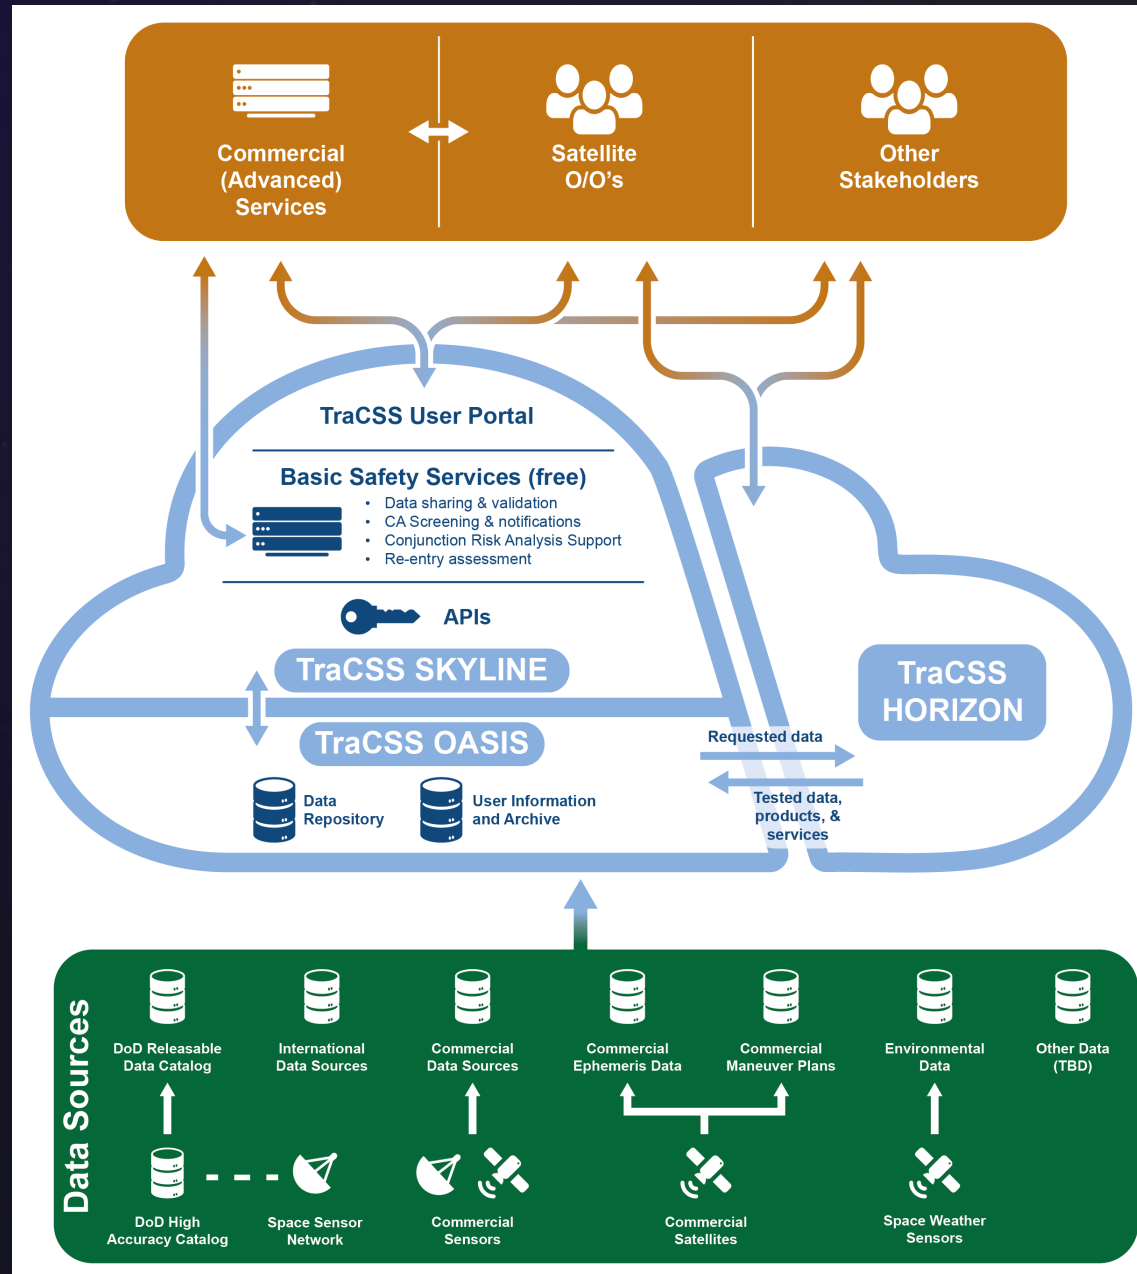 Commercial
(Advanced)
Services
Satellite
O/O's
Other
Stakeholders
TraCSS User Portal
Basic Safety Services (free)
• Data sharing & validation
• CA Screening & notifications
• Conjunction Risk Analysis Support
• Re-entry assessment
APIs
TraCSS SKYLINE
TraCSS OASIS
Data
Repository
User Information
and Archive
TraCSS
HORIZON
Requested data
Tested data,
products, &
services
Data Sources
DoD Releasable
Data Catalog
International
Data Sources
Commercial
Data Sources
Commercial
Ephemeris Data
Commercial
Maneuver Plans
Environmental
Data
Other Data
(TBD)
DoD High
Accuracy Catalog
Space Sensor
Network
Commercial
Sensors
Commercial
Satellites
Space Weather
Sensors